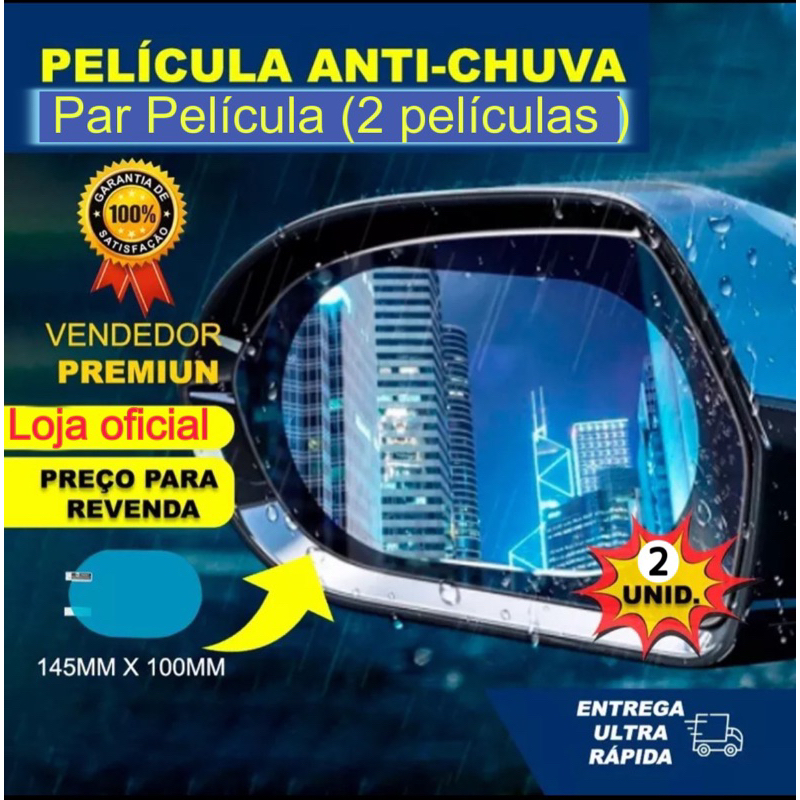 PELÍCULA ANTI-CHUVA
Par Película (2 películas )
GARANTIA DE
100%
SATISFAÇÃO
VENDEDOR
PREMIUN
Loja oficial
PREÇO PARA
REVENDA
145MM X 100MM
2
UNID.
ENTREGA
ULTRA
RÁPIDA